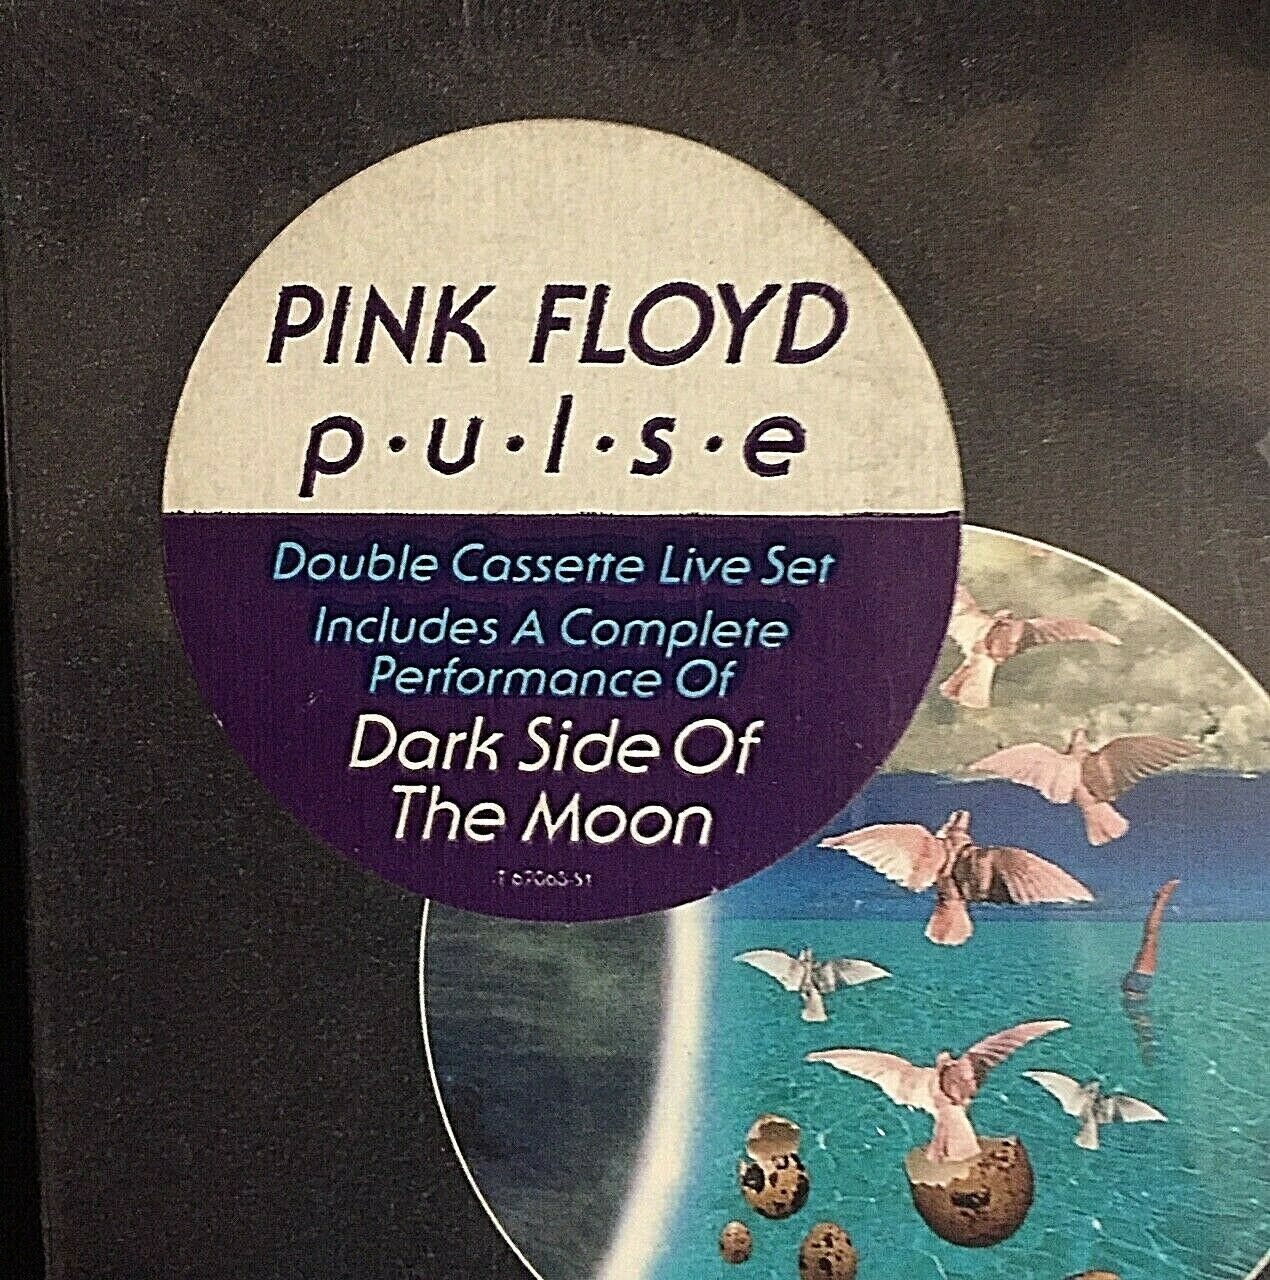 PINK FLOYD
p·u·l·s·e
Double Cassette Live Set
Includes A Complete
Performance Of
Dark Side Of
The Moon